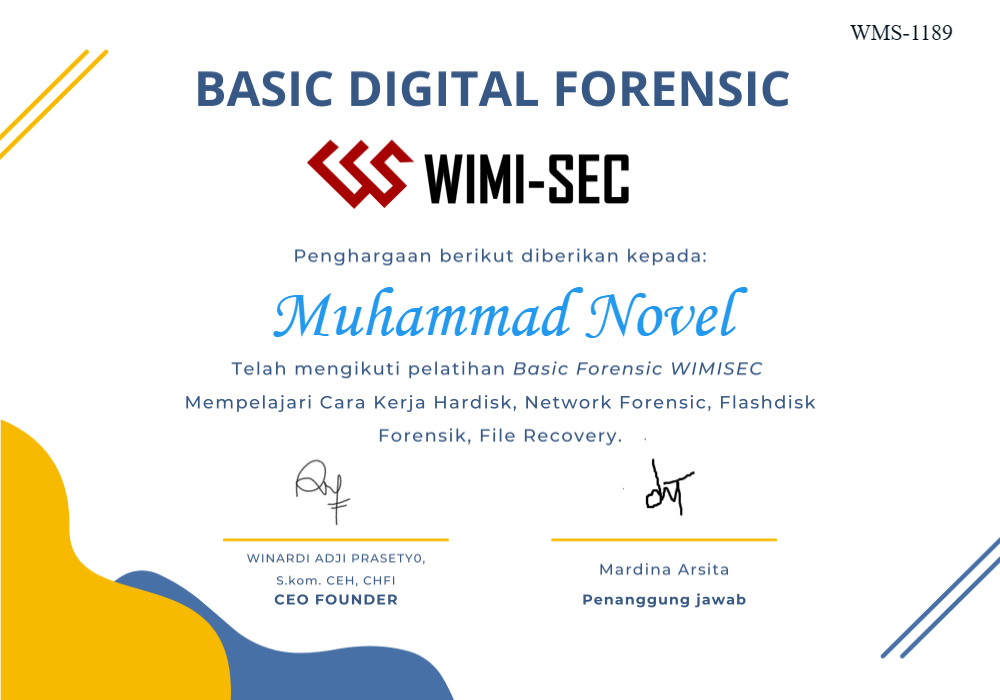 WMS-1189
BASIC DIGITAL FORENSIC
WIMI-SEC
Penghargaan berikut diberikan kepada:
Muhammad Novel
Telah mengikuti pelatihan Basic Forensic WIMISEC
Mempelajari Cara Kerja Hardisk, Network Forensic, Flashdisk
Forensik, File Recovery.
WINARDI ADJI PRASETY0,
S.kom. CEH, CHFI
CEO FOUNDER
Mardina Arsita
Penanggung jawab